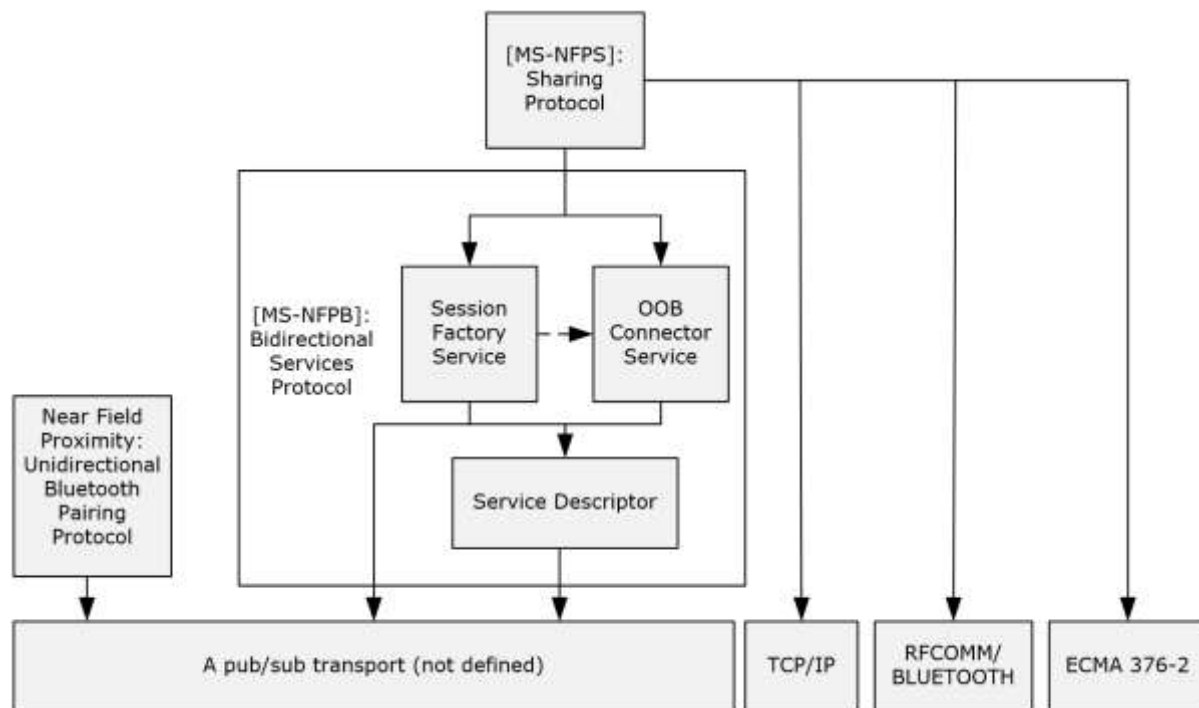 [MS-NFPS]:
Sharing
Protocol
[MS-NFPB]:
Bidirectional
Services
Protocol
Session
Factory
Service
OOB
Connector
Service
Near Field
Proximity:
Unidirectional
Bluetooth
Pairing
Protocol
Service Descriptor
A pub/sub transport (not defined)
TCP/IP
RFCOMM/
BLUETOOTH
ECMA 376-2